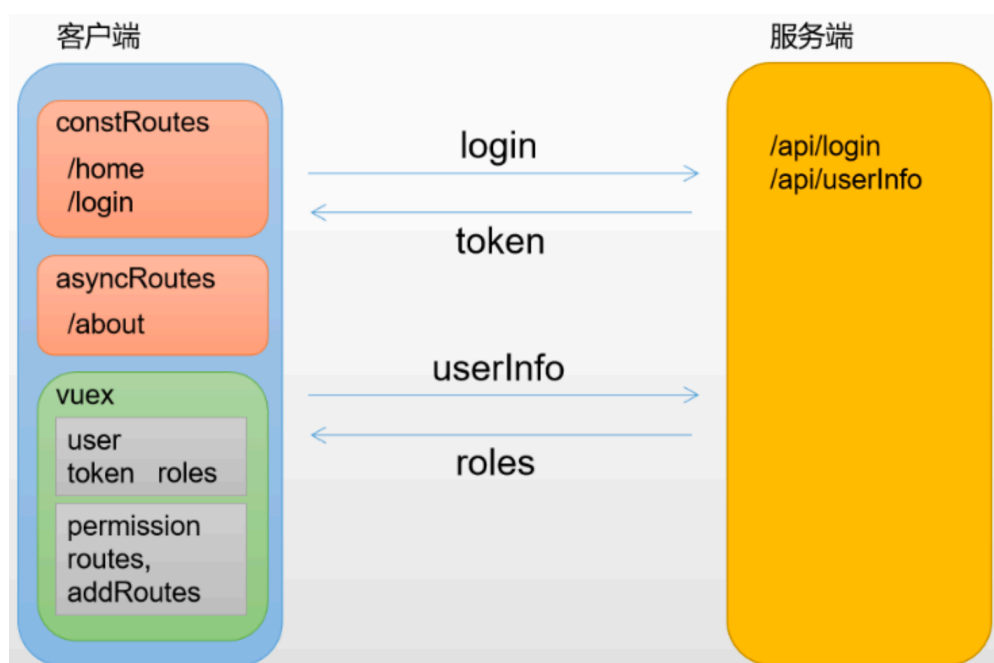 客户端
服务端
constRoutes
/home
/login
asyncRoutes
/about
vuex
user
token roles
permission
routes,
addRoutes
login
token
userInfo
roles
/api/login
/api/userInfo